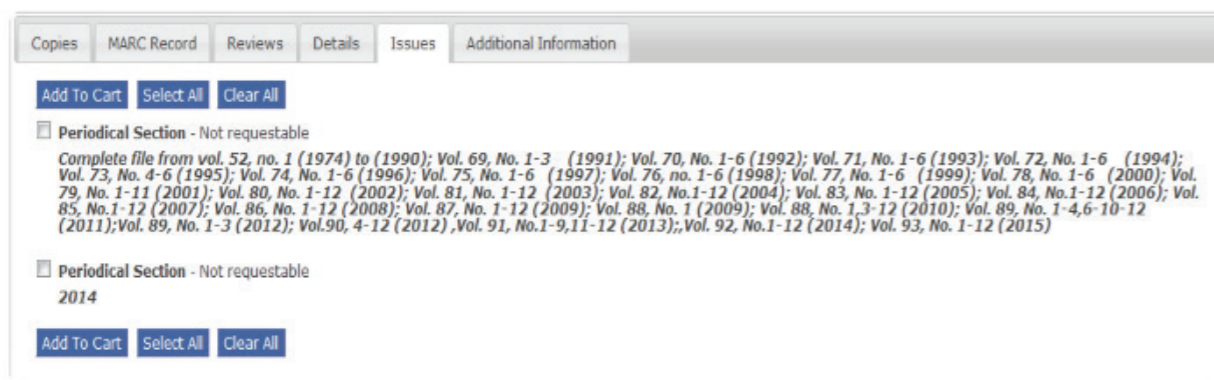 Copies MARC Record Reviews Details Issues Additional Information
Add To Cart Select All Clear All
Periodical Section - Not requestable
Complete file from vol. 52, no. 1 (1974) to (1990); Vol. 69, No. 1-3 (1991); Vol. 70, No. 1-6 (1992); Vol. 71, No. 1-6 (1993); Vol. 72, No. 1-6 (1994);
Vol. 73, No. 4-6 (1995); Vol. 74, No. 1-6 (1996); Vol. 75, No. 1-6 (1997); Vol. 76, no. 1-6 (1998); Vol. 77, No. 1-6 (1999); Vol. 78, No. 1-6 (2000); Vol.
79, No. 1-11 (2001); Vol. 80, No. 1-12 (2002); Vol. 81, No. 1-12 (2003); Vol. 82, No.1-12 (2004); Vol. 83, No. 1-12 (2005); Vol. 84, No.1-12 (2006); Vol.
85, No.1-12 (2007); Vol. 86, No. 1-12 (2008); Vol. 87, No. 1-12 (2009); Vol. 88, No. 1 (2009); Vol. 88, No. 1,3-12 (2010); Vol. 89, No. 1-4,6-10-12
(2011);Vol. 89, No. 1-3 (2012); Vol.90, 4-12 (2012) ,Vol. 91, No.1-9,11-12 (2013);,Vol. 92, No.1-12 (2014); Vol. 93, No. 1-12 (2015)
Periodical Section - Not requestable
2014
Add To Cart Select All Clear All